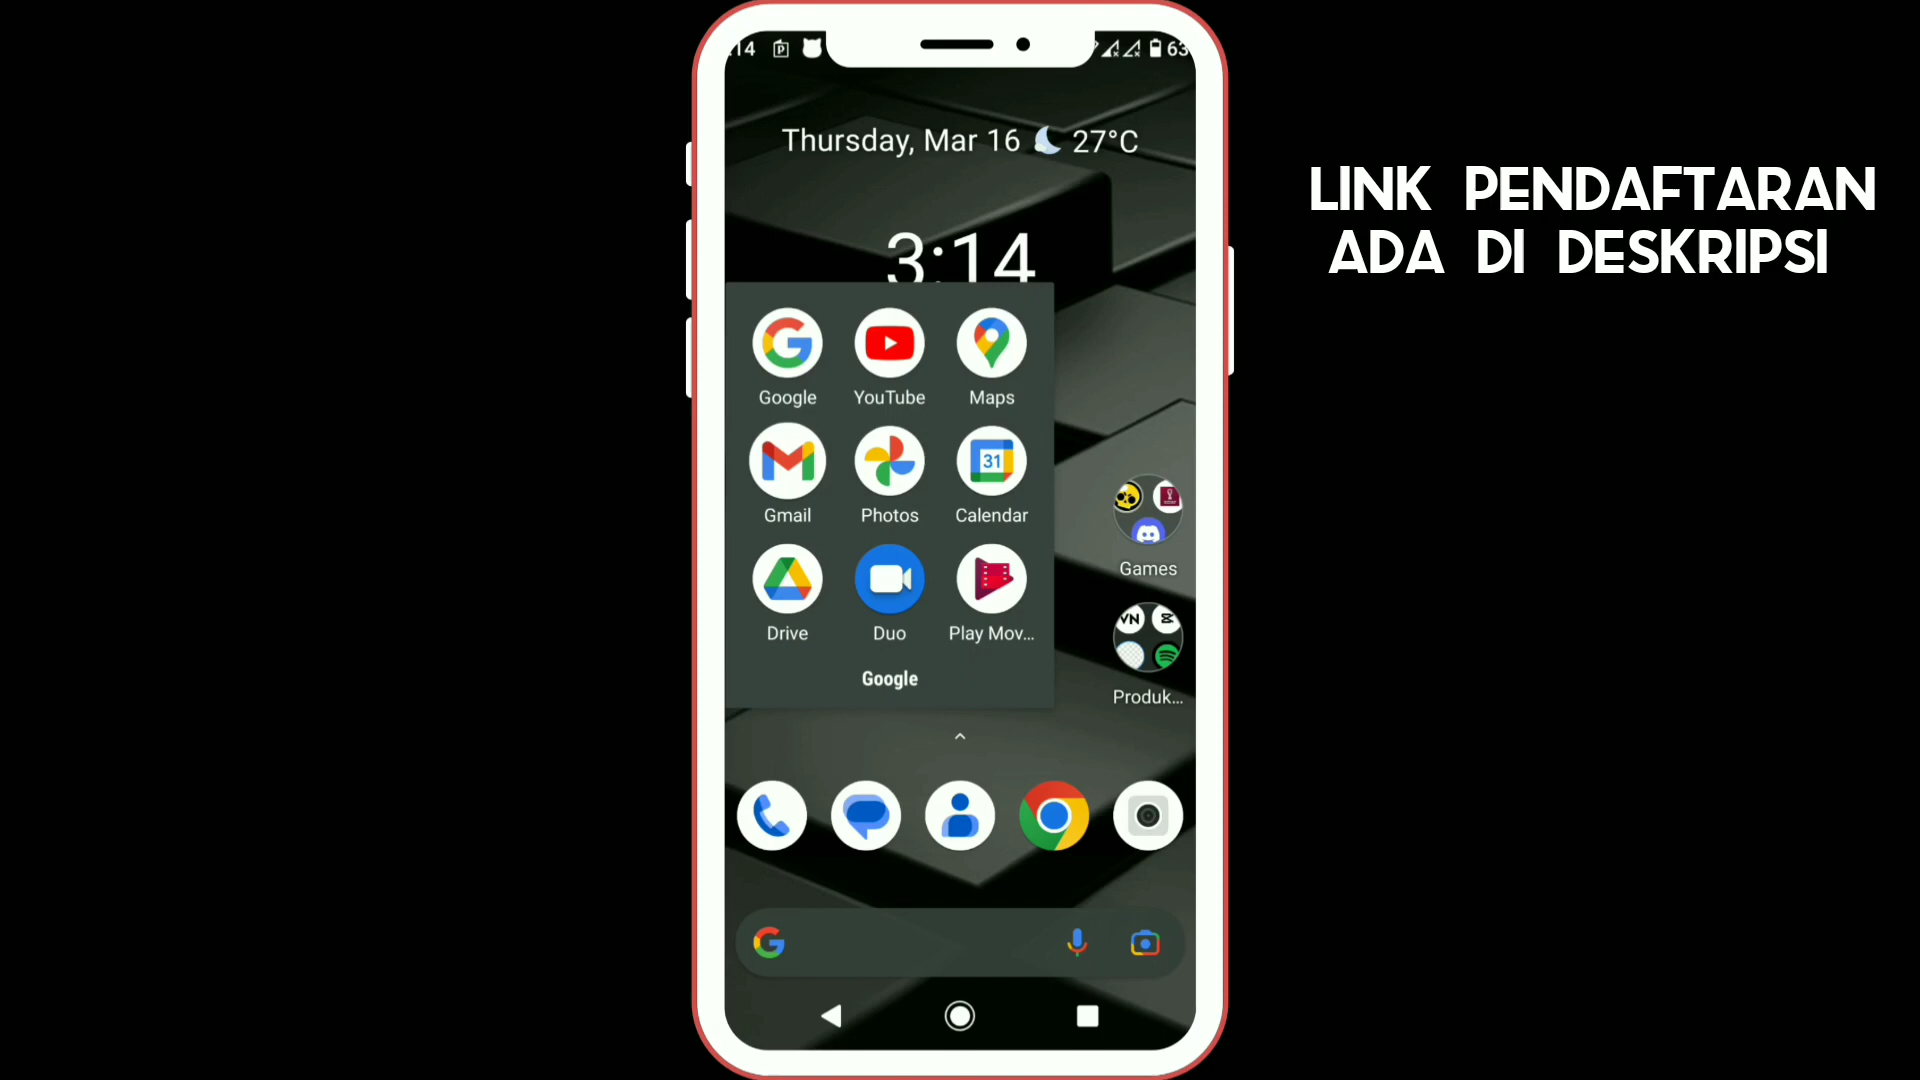 :14 63
Thursday, Mar 16 27°C
3:14
LINK PENDAFTARAN
ADA DI DESKRIPSI
Google YouTube Maps
Gmail Photos Calendar
31
Drive Duo Play Mov...
Google
Games
VN
Produk...